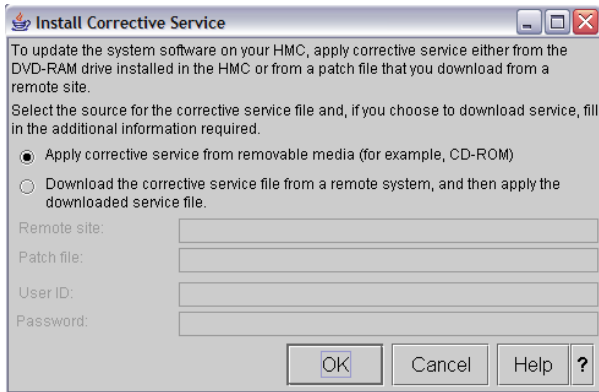 Install Corrective Service
To update the system software on your HMC, apply corrective service either from the
DVD-RAM drive installed in the HMC or from a patch file that you download from a
remote site.
Select the source for the corrective service file and, if you choose to download service, fill
in the additional information required.
Apply corrective service from removable media (for example, CD-ROM)
Download the corrective service file from a remote system, and then apply the
downloaded service file.
Remote site:
Patch file:
User ID:
Password:
OK Cancel Help ?